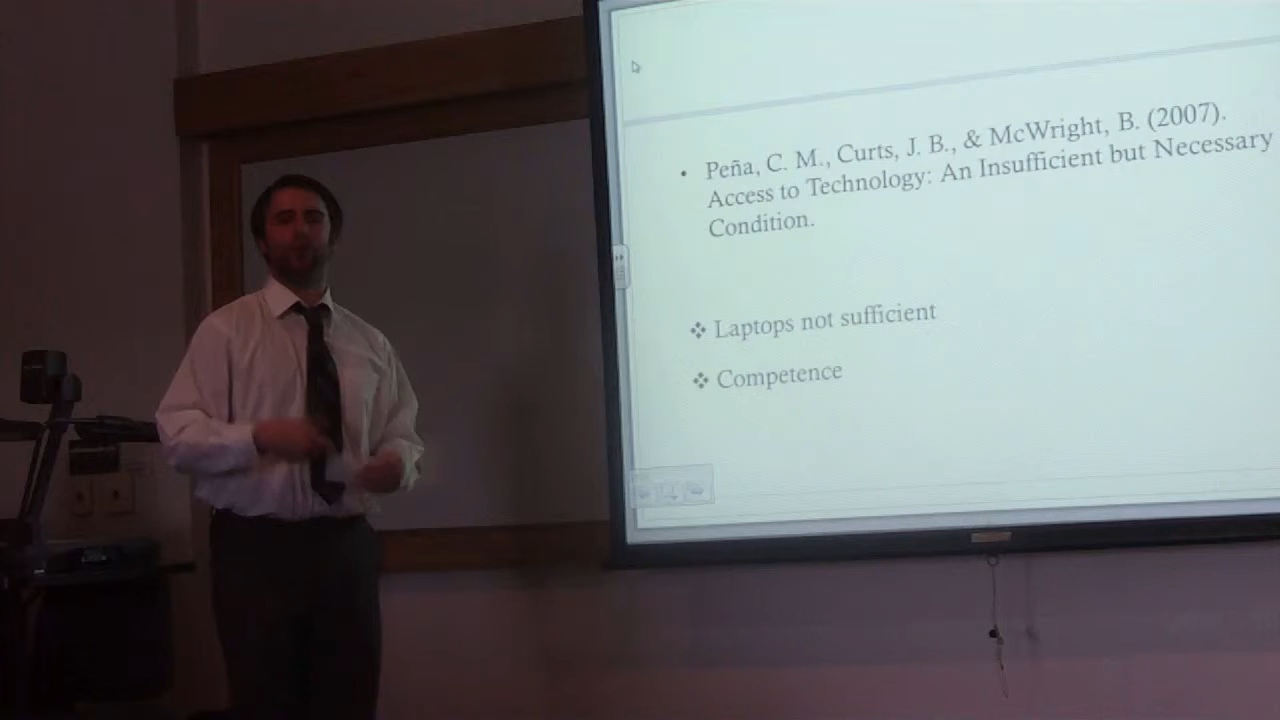 • Peña, C. M., Curts, J. B., & McWright, B. (2007).
Access to Technology: An Insufficient but Necessary
Condition.
❖ Laptops not sufficient
❖ Competence